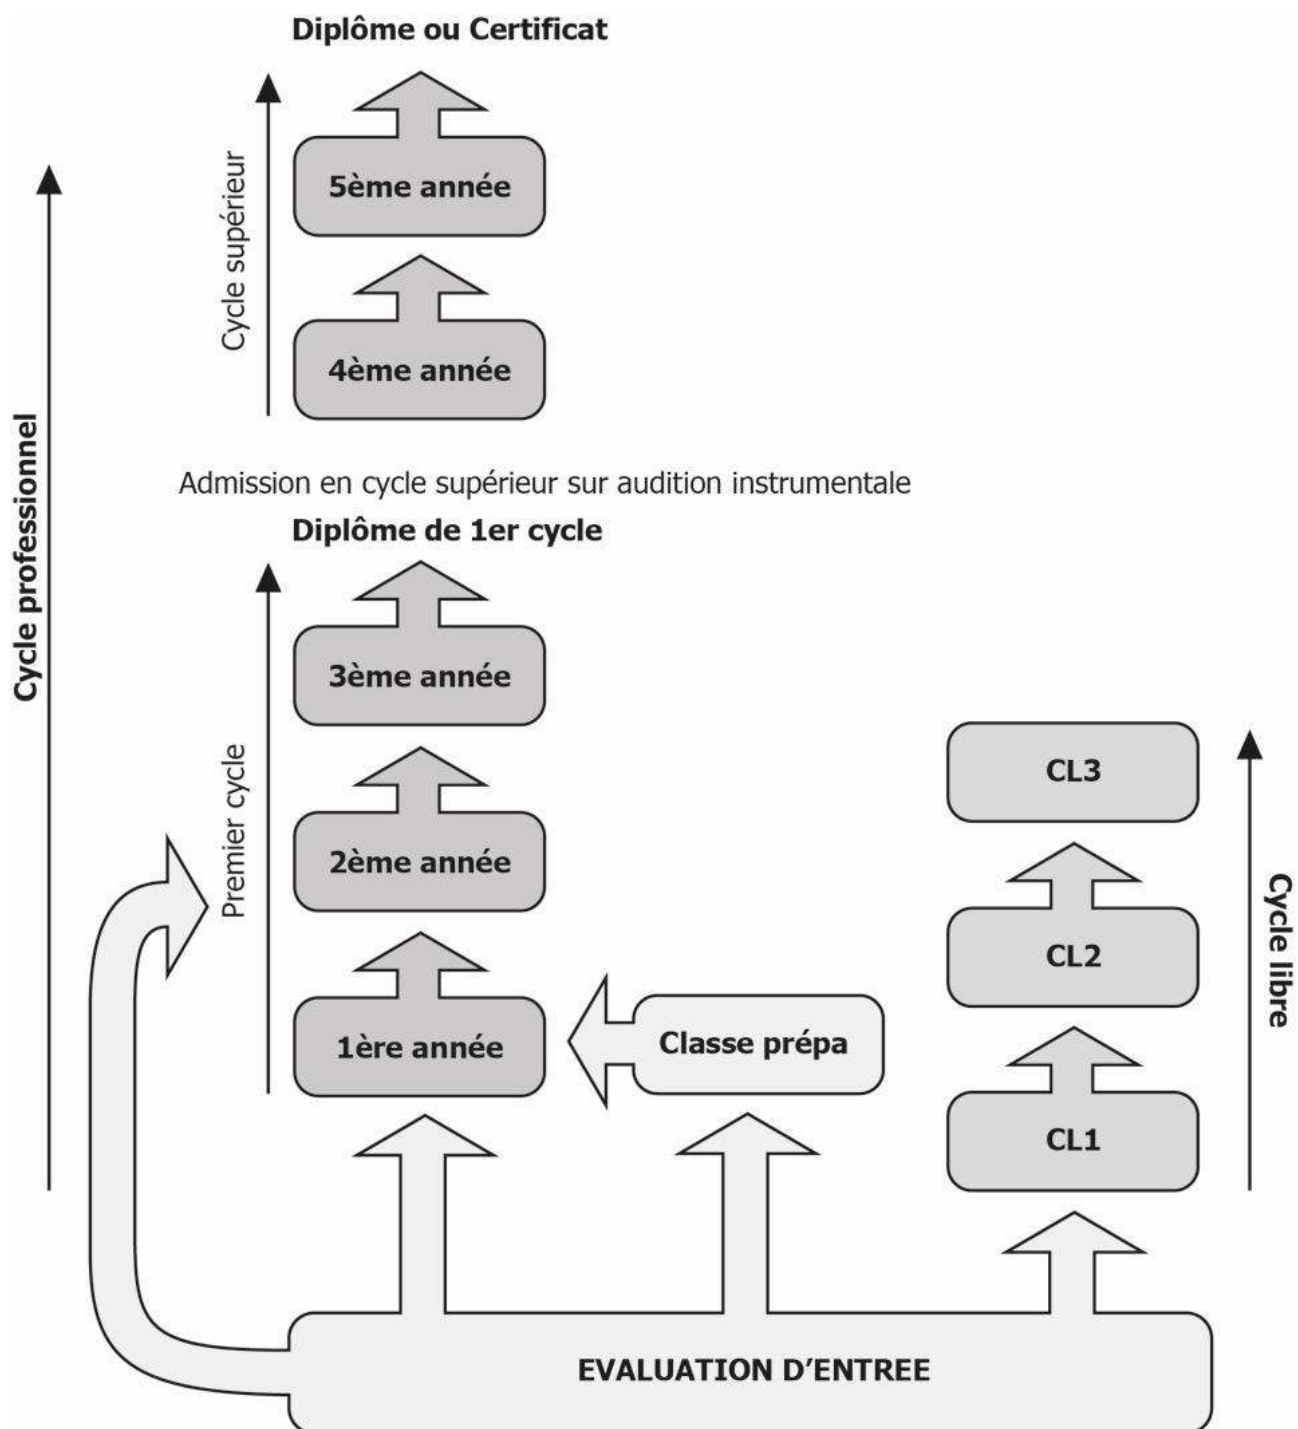 Diplôme ou Certificat
Cycle supérieur
5ème année
4ème année
Cycle professionnel
Admission en cycle supérieur sur audition instrumentale
Diplôme de 1er cycle
Premier cycle
3ème année
2ème année
1ère année
Classe prépa
CL3
CL2
CL1
Cycle libre
EVALUATION D'ENTREE